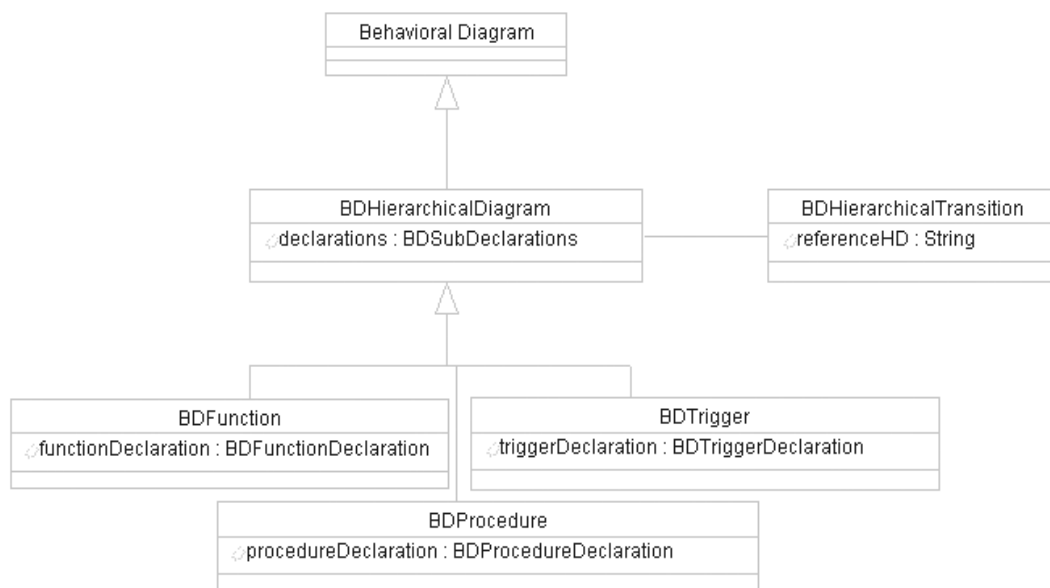 Behavioral Diagram
BDHierarchicalDiagram
declarations : BDSubDeclarations
BDHierarchicalTransition
referenceHD : String
BDFunction
functionDeclaration : BDFunctionDeclaration
BDTrigger
triggerDeclaration : BDTriggerDeclaration
BDProcedure
procedureDeclaration : BDProcedureDeclaration